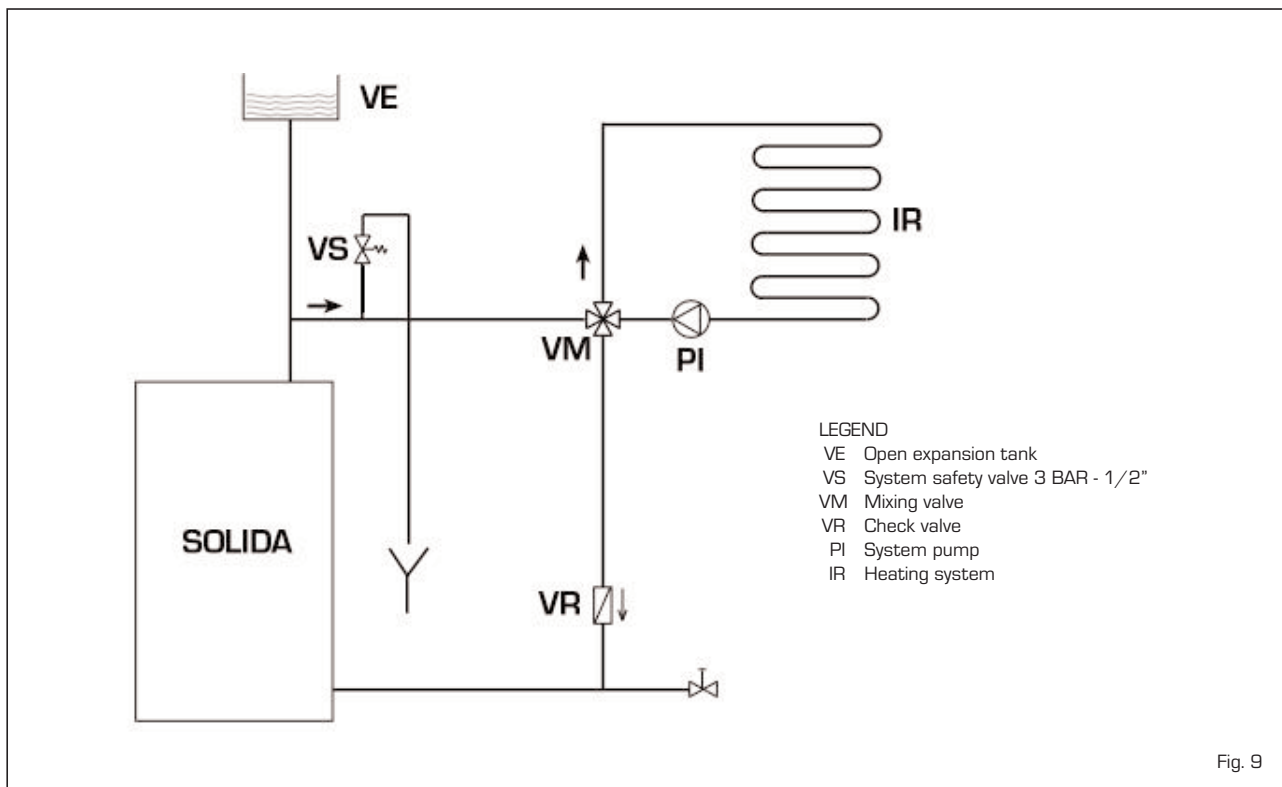 VE
VS
IR
VM
PI
LEGEND
VE Open expansion tank
VS System safety valve 3 BAR - 1/2"
VM Mixing valve
VR Check valve
PI System pump
IR Heating system
SOLIDA
VR
Fig. 9